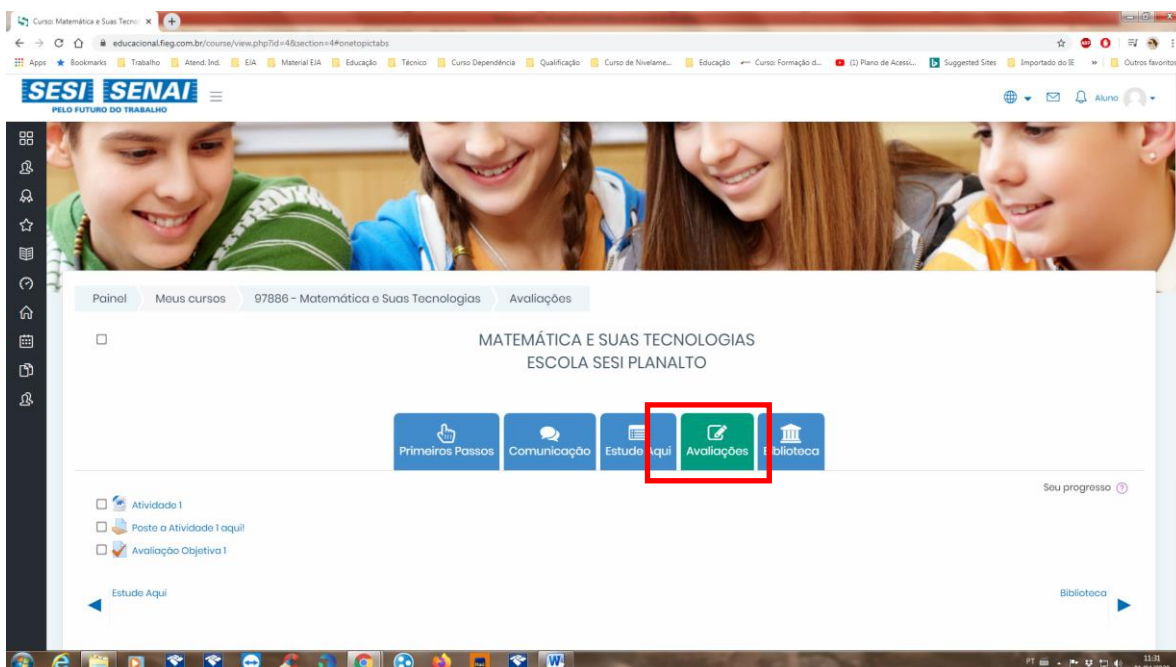 Curso: Matemática e Suas Tecno
educacional.fieg.com.br/course/view.php?id=48&section=4#onetopictabs
Apps Bookmarks Trabalho Atend. Ind. EJA Material EJA Educação Técnico Curso Dependência Qualificação Curso de Nivelame... Educação Curso: Formação d... (1) Plano de Acessi... Suggested Sites Importado do IE » Outros favoritos
SESI SENAI
PELO FUTURO DO TRABALHO
Aluno
Painel Meus cursos 97886 - Matemática e Suas Tecnologias Avaliações
MATEMÁTICA E SUAS TECNOLOGIAS
ESCOLA SESI PLANALTO
Primeiros Passos Comunicação Estude Aqui Avaliações Biblioteca
Seu progresso
Atividade 1
Poste a Atividade 1 aqui!
Avaliação Objetiva 1
Estude Aqui Biblioteca
PT 11:31